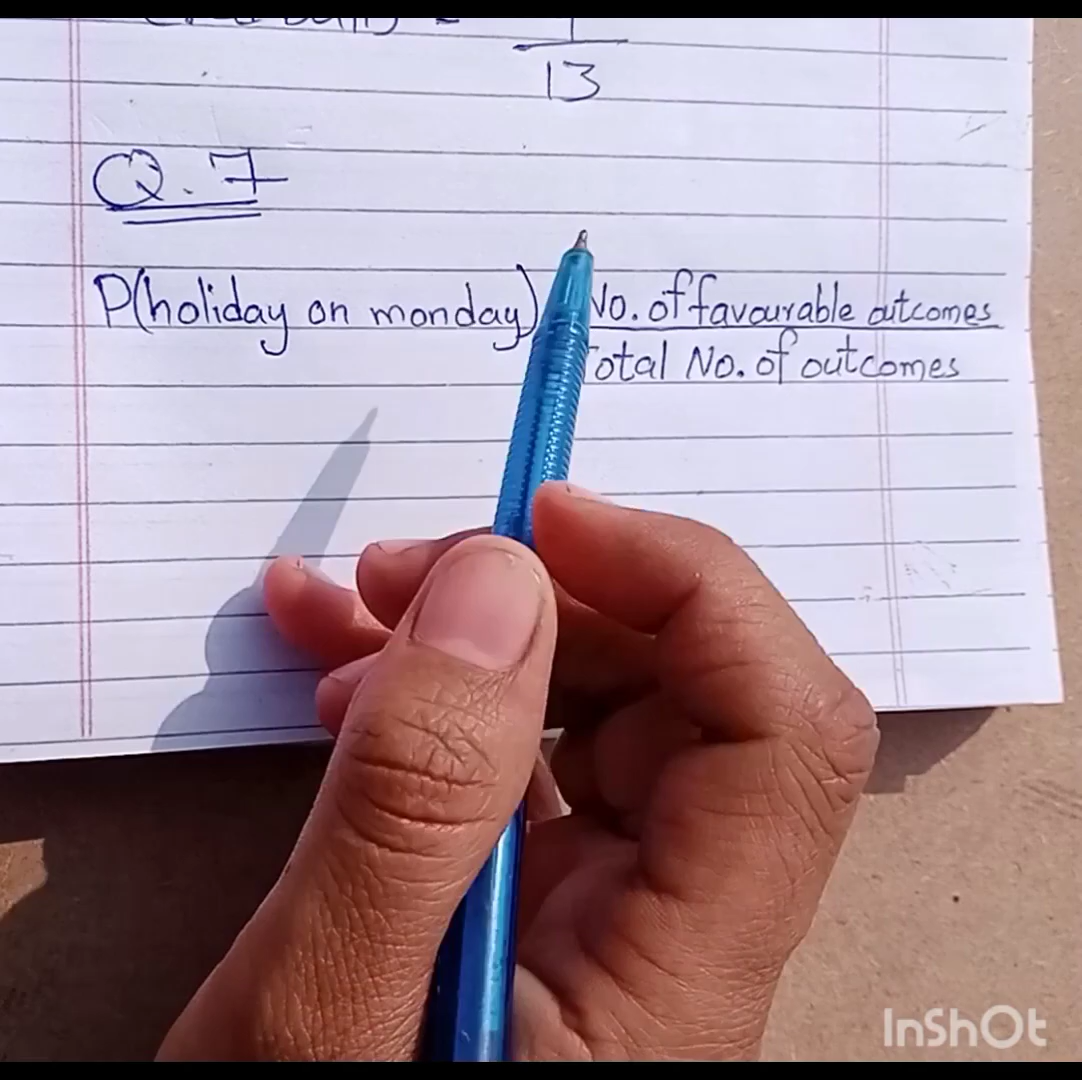 13
Q.7
P(holiday on monday) No. of favourable outcomes
Total No. of outcomes
InShOt